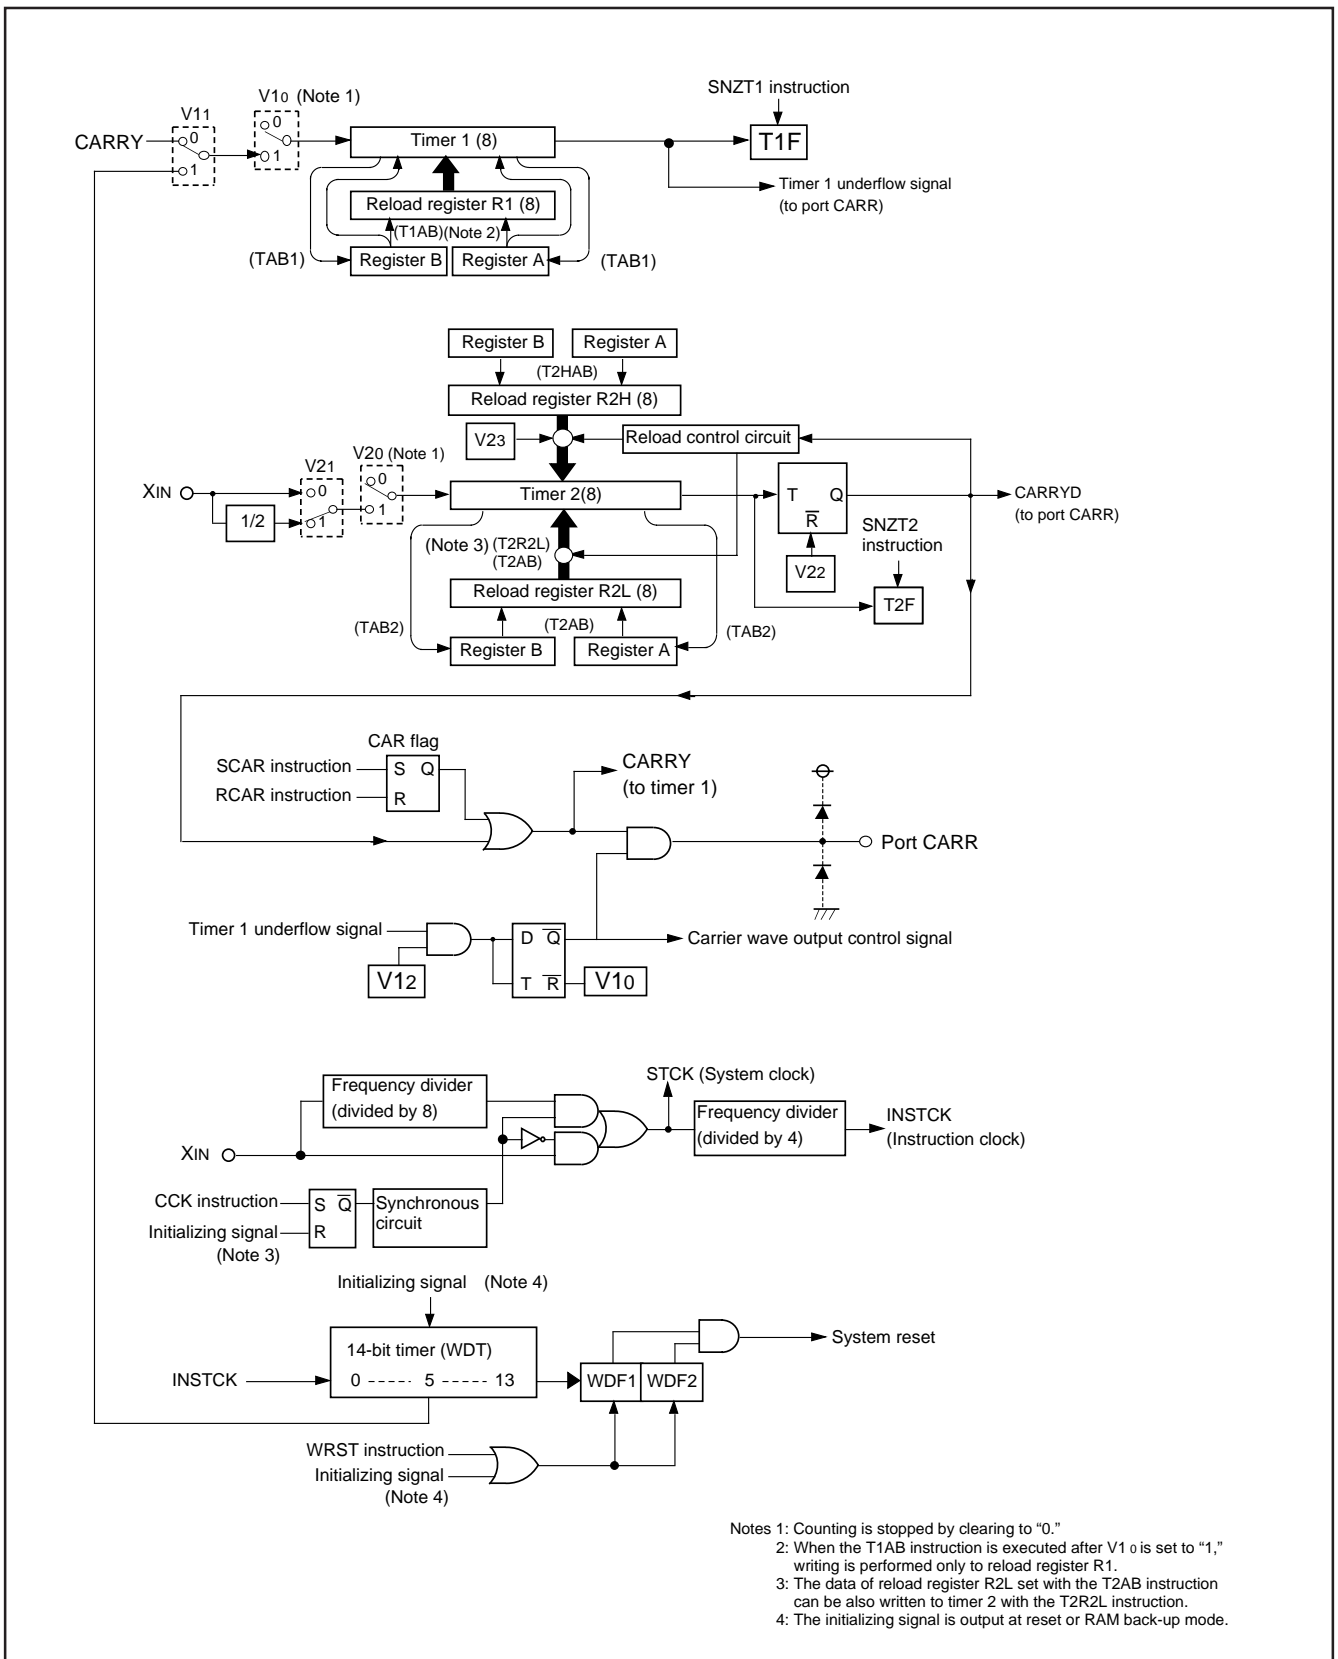 SNZT1 instruction
V10 (Note 1)
V11
CARRY
0
1
0
1
Timer 1 (8)
T1F
Timer 1 underflow signal
(to port CARR)
Reload register R1 (8)
(T1AB)(Note 2)
(TAB1)
Register B
Register A
(TAB1)
Register B
Register A
(T2HAB)
Reload register R2H (8)
V23
Reload control circuit
V20 (Note 1)
V21
XIN
0
1
0
1
1/2
Timer 2(8)
T Q
R
V22
CARRYD
(to port CARR)
SNZT2
instruction
T2F
(Note 3) (T2R2L)
(T2AB)
Reload register R2L (8)
(TAB2)
(T2AB)
(TAB2)
Register B
Register A
CAR flag
SCAR instruction
RCAR instruction
S Q
R
CARRY
(to timer 1)
Port CARR
Timer 1 underflow signal
V12
D Q
T R
V10
Carrier wave output control signal
STCK (System clock)
Frequency divider
(divided by 8)
Frequency divider
(divided by 4)
INSTCK
(Instruction clock)
XIN
CCK instruction
Initializing signal
(Note 3)
S Q
R
Synchronous
circuit
Initializing signal (Note 4)
14-bit timer (WDT)
0 ----- 5 ----- 13
INSTCK
WDF1 WDF2
System reset
WRST instruction
Initializing signal
(Note 4)
Notes 1: Counting is stopped by clearing to “0.”
2: When the T1AB instruction is executed after V1 0 is set to “1,”
writing is performed only to reload register R1.
3: The data of reload register R2L set with the T2AB instruction
can be also written to timer 2 with the T2R2L instruction.
4: The initializing signal is output at reset or RAM back-up mode.